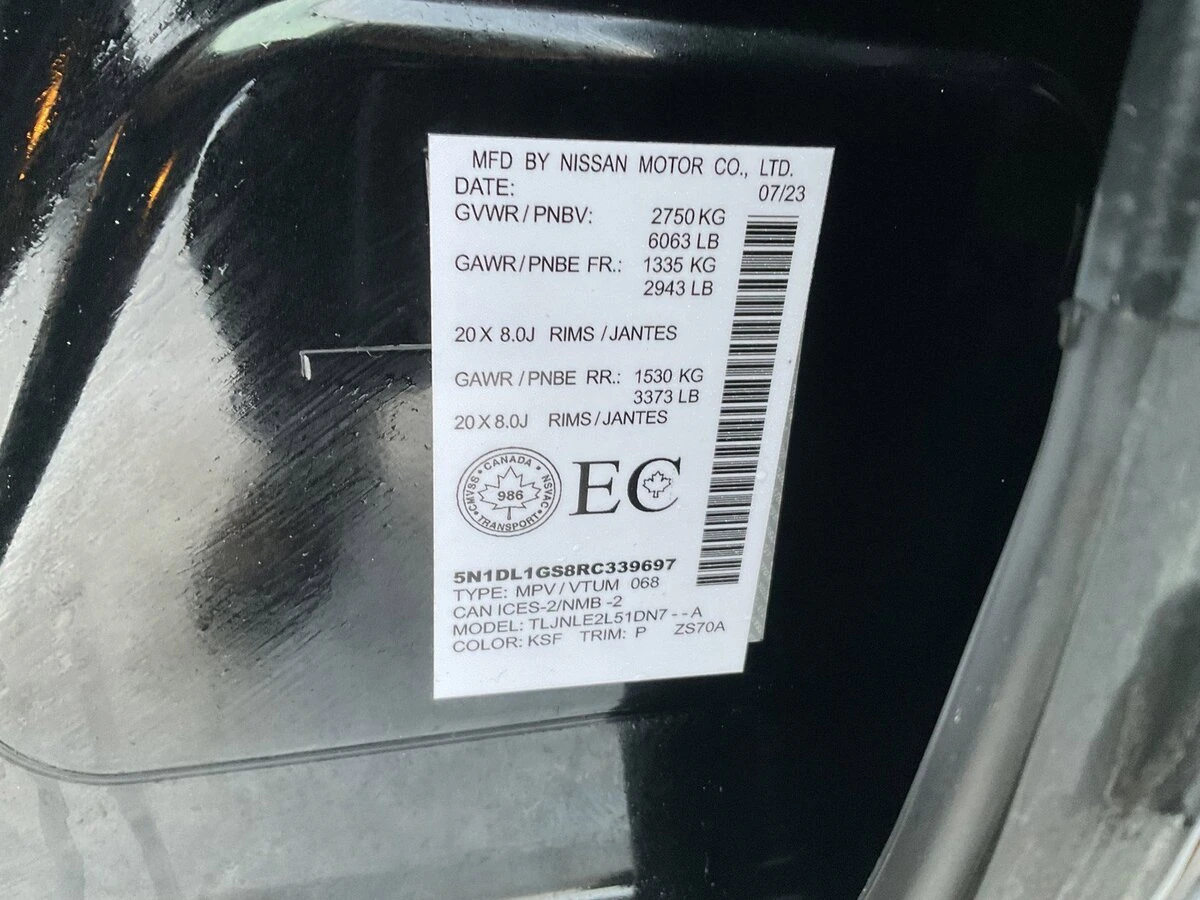 MFD BY NISSAN MOTOR CO., LTD.
DATE: 07/23
GVWR/PNBV: 2750 KG
6063 LB
GAWR/PNBE FR.: 1335 KG
2943 LB
20 X 8.0J RIMS/JANTES
GAWR/PNBE RR.: 1530 KG
3373 LB
20 X 8.0J RIMS/JANTES
CANADA
CMVSS NSVAC
986
TRANSPORT
EC
5N1DL1GS8RC339697
TYPE: MPV/VTUM 068
CAN ICES-2/NMB-2
MODEL: TLJNLE2L51DN7--A
COLOR: KSF TRIM: P ZS70A